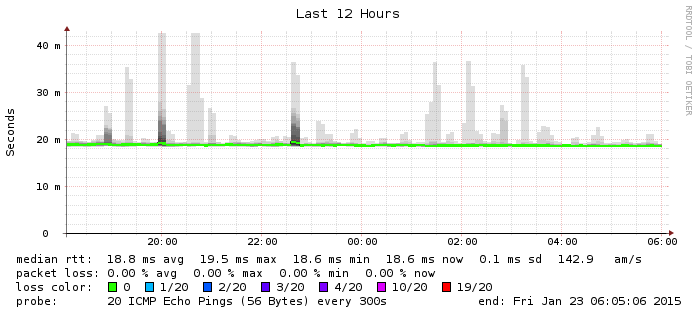 Last 12 Hours
RRDTOOL / TOBI OETIKER
Seconds
40 m
30 m
20 m
10 m
0
20:00 22:00 00:00 02:00 04:00 06:00
median rtt: 18.8 ms avg 19.5 ms max 18.6 ms min 18.6 ms now 0.1 ms sd 142.9 am/s
packet loss: 0.00 % avg 0.00 % max 0.00 % min 0.00 % now
loss color: 0 1/20 2/20 3/20 4/20 10/20 19/20
probe: 20 ICMP Echo Pings (56 Bytes) every 300s end: Fri Jan 23 06:05:06 2015